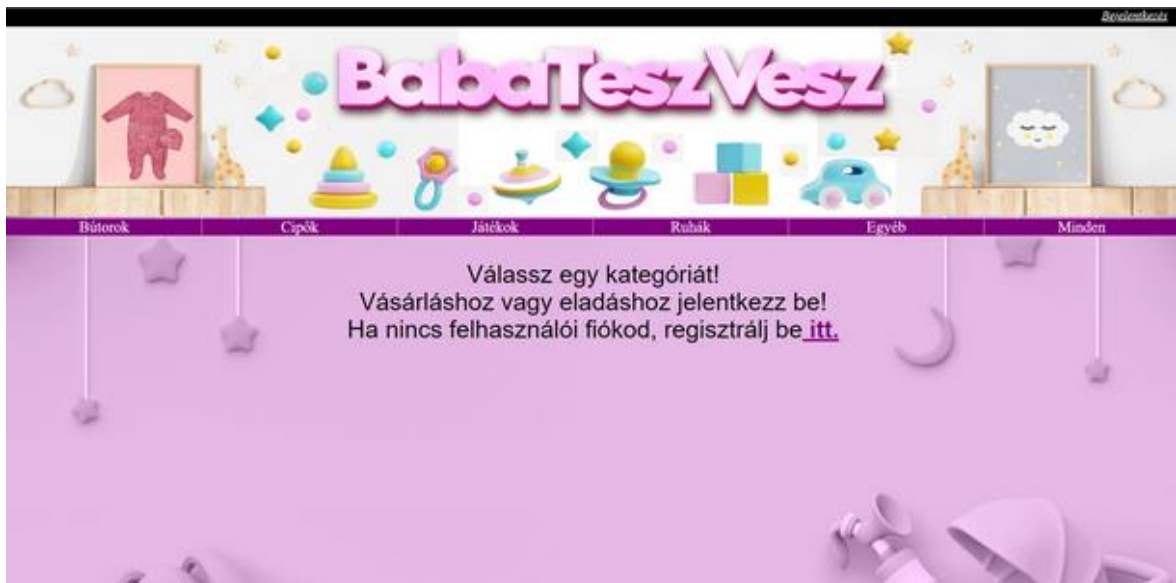 Bejelentkezés
BabaTeszVesz
Bútorok Cipők Játékok Ruhák Egyéb Minden
Válassz egy kategóriát!
Vásárláshoz vagy eladáshoz jelentkezz be!
Ha nincs felhasználói fiókod, regisztrálj be itt.